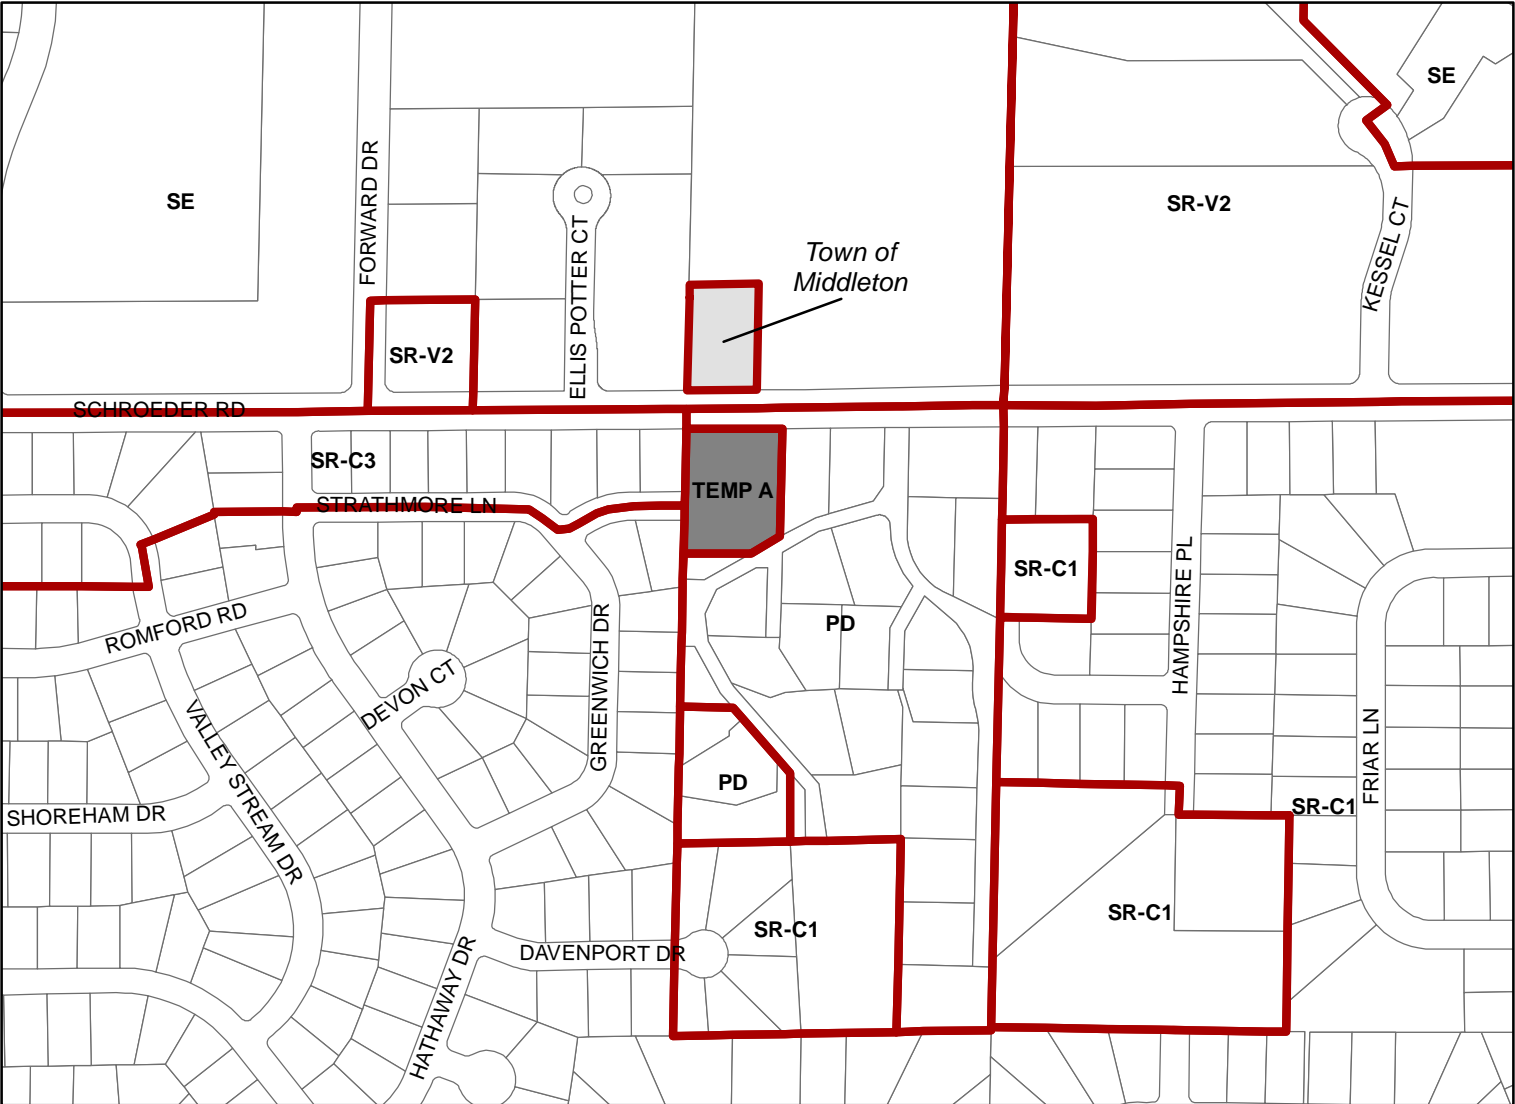 SE
SE
FORWARD DR
SR-V2
KESSEL CT
ELLIS POTTER CT
Town of
Middleton
SR-V2
SCHROEDER RD
SR-C3
TEMP A
STRATHMORE LN
SR-C1
HAMPSHIRE PL
ROMFORD RD
PD
GREENWICH DR
DEVON CT
VALLEY STREAM DR
FRIAR LN
PD
SHOREHAM DR
SR-C1
SR-C1
SR-C1
DAVENPORT DR
HATHAWAY DR